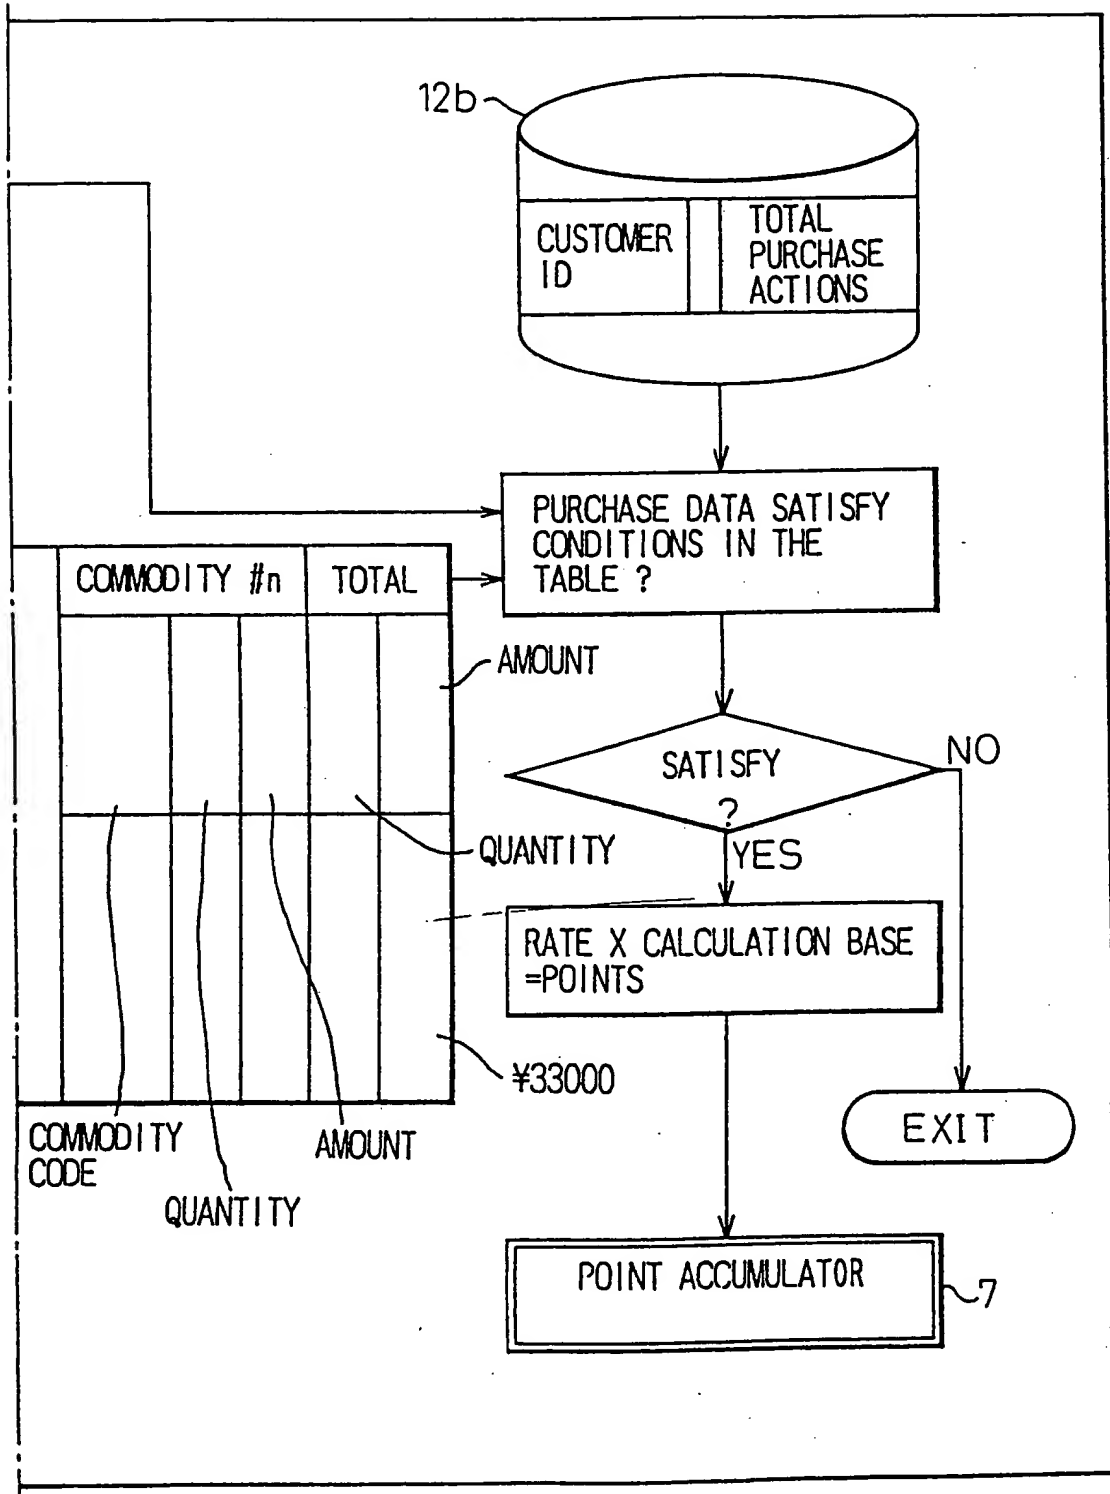 12b
CUSTOMER
ID
TOTAL
PURCHASE
ACTIONS
PURCHASE DATA SATISFY
CONDITIONS IN THE
TABLE ?
COMMODITY #n
TOTAL
AMOUNT
SATISFY
?
NO
QUANTITY
YES
RATE X CALCULATION BASE
=POINTS
¥33000
COMMODITY
CODE
AMOUNT
QUANTITY
EXIT
POINT ACCUMULATOR
7